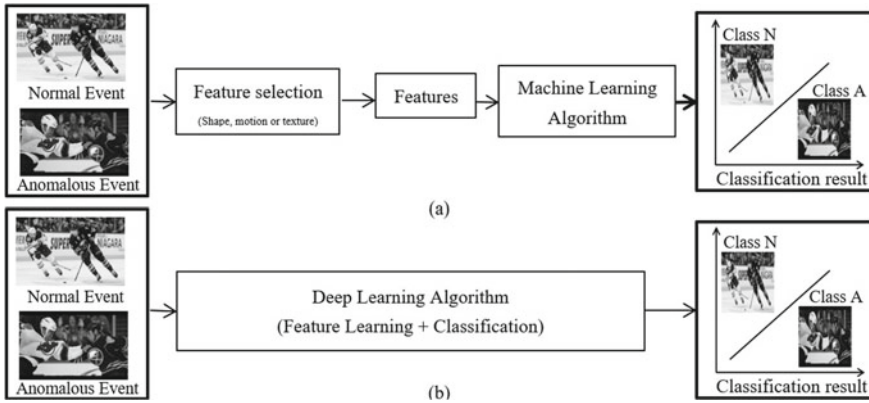 SUPER NIAGARA
Normal Event
Anomalous Event
Feature selection
(Shape, motion or texture)
Features
Machine Learning
Algorithm
Class N
Class A
Classification result
(a)
SUPER NIAGARA
Normal Event
Anomalous Event
Deep Learning Algorithm
(Feature Learning + Classification)
Class N
Class A
Classification result
(b)